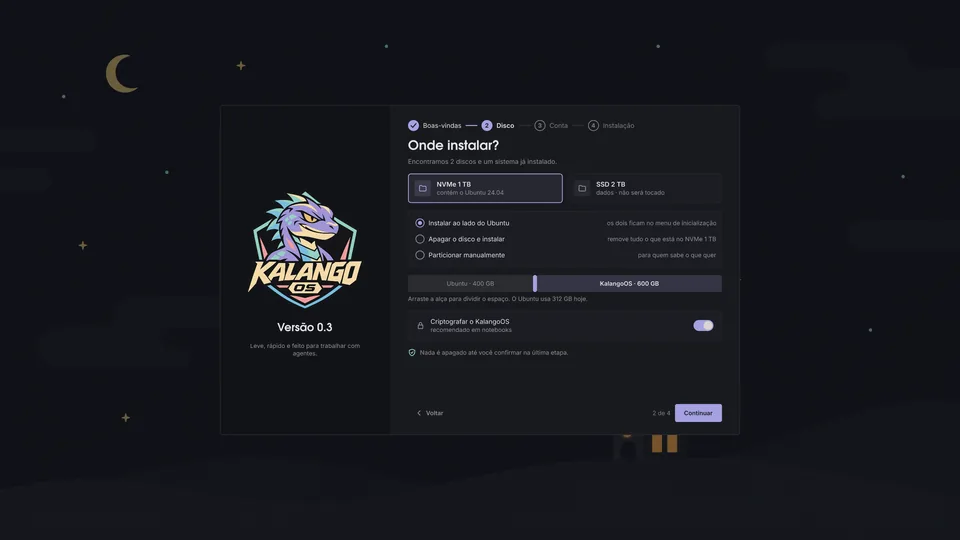 Boas-vindas
2 Disco
3 Conta
4 Instalação
Onde instalar?
Encontramos 2 discos e um sistema já instalado.
NVMe 1 TB
contém o Ubuntu 24.04
SSD 2 TB
dados · não será tocado
Instalar ao lado do Ubuntu
os dois ficam no menu de inicialização
Apagar o disco e instalar
remove tudo o que está no NVMe 1 TB
Particionar manualmente
para quem sabe o que quer
Ubuntu · 400 GB
KalangoOS · 600 GB
Arraste a alça para dividir o espaço. O Ubuntu usa 312 GB hoje.
Criptografar o KalangoOS
recomendado em notebooks
Nada é apagado até você confirmar na última etapa.
Voltar
2 de 4
Continuar
KALANGO
OS
Versão 0.3
Leve, rápido e feito para trabalhar com
agentes.